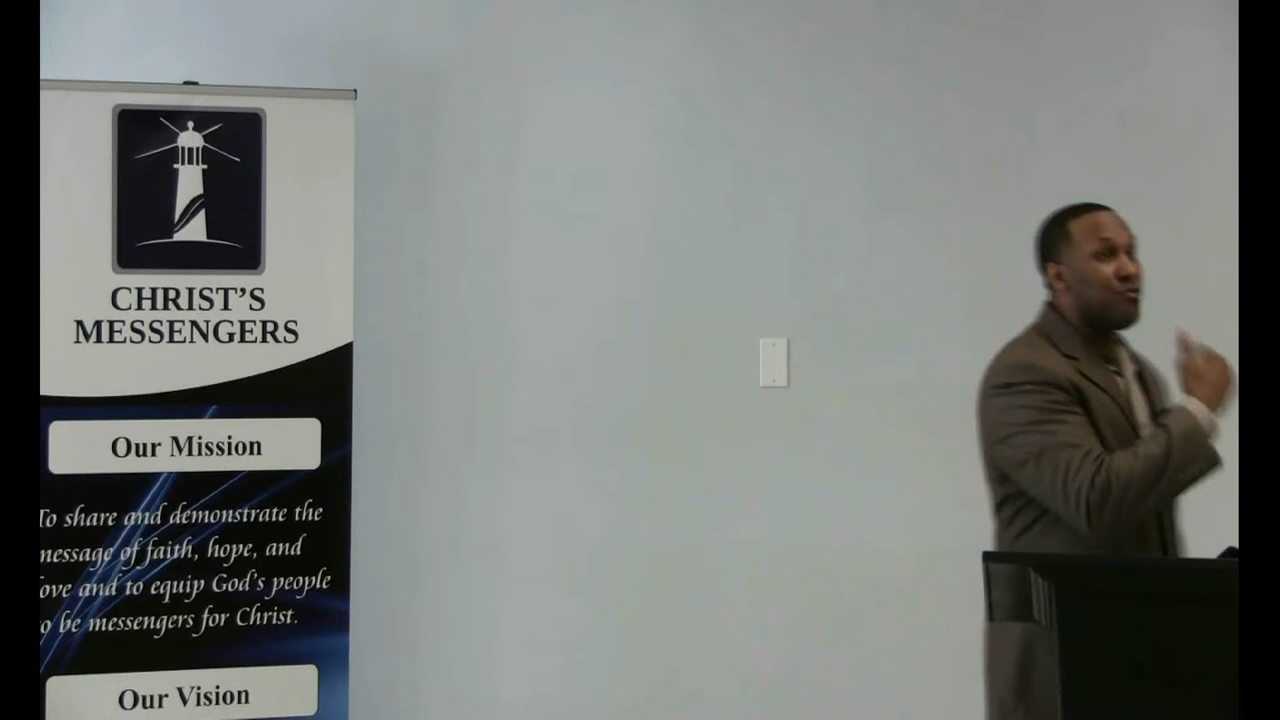 CHRIST'S
MESSENGERS
Our Mission
To share and demonstrate the
message of faith, hope, and
love and to equip God's people
to be messengers for Christ.
Our Vision